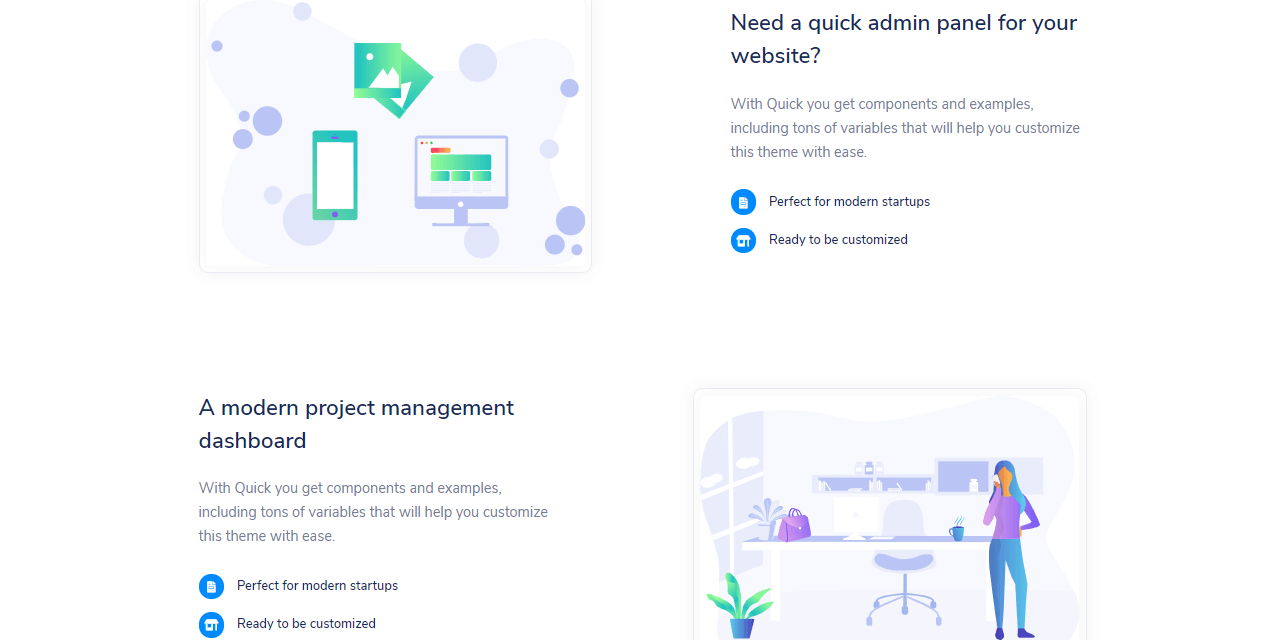 Need a quick admin panel for your
website?
With Quick you get components and examples,
including tons of variables that will help you customize
this theme with ease.
Perfect for modern startups
Ready to be customized
A modern project management
dashboard
With Quick you get components and examples,
including tons of variables that will help you customize
this theme with ease.
Perfect for modern startups
Ready to be customized